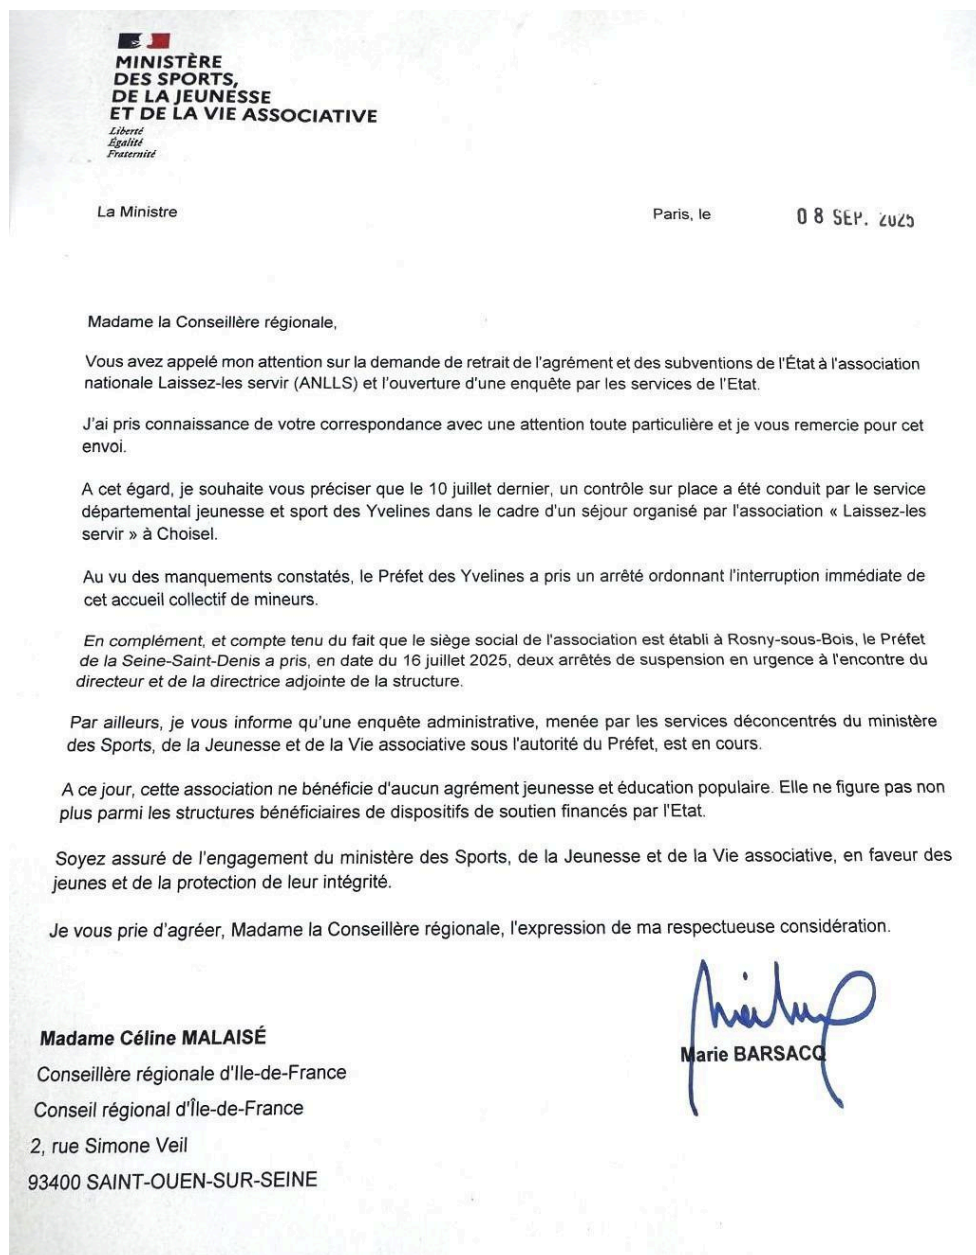 MINISTÈRE
DES SPORTS,
DE LA JEUNESSE
ET DE LA VIE ASSOCIATIVE
Liberté
Égalité
Fraternité
La Ministre
Paris, le 08 SEP. 2025
Madame la Conseillère régionale,
Vous avez appelé mon attention sur la demande de retrait de l'agrément et des subventions de l'État à l'association
nationale Laissez-les servir (ANLLS) et l'ouverture d'une enquête par les services de l'Etat.
J'ai pris connaissance de votre correspondance avec une attention toute particulière et je vous remercie pour cet
envoi.
A cet égard, je souhaite vous préciser que le 10 juillet dernier, un contrôle sur place a été conduit par le service
départemental jeunesse et sport des Yvelines dans le cadre d'un séjour organisé par l'association « Laissez-les
servir » à Choisel.
Au vu des manquements constatés, le Préfet des Yvelines a pris un arrêté ordonnant l'interruption immédiate de
cet accueil collectif de mineurs.
En complément, et compte tenu du fait que le siège social de l'association est établi à Rosny-sous-Bois, le Préfet
de la Seine-Saint-Denis a pris, en date du 16 juillet 2025, deux arrêtés de suspension en urgence à l'encontre du
directeur et de la directrice adjointe de la structure.
Par ailleurs, je vous informe qu'une enquête administrative, menée par les services déconcentrés du ministère
des Sports, de la Jeunesse et de la Vie associative sous l'autorité du Préfet, est en cours.
A ce jour, cette association ne bénéficie d'aucun agrément jeunesse et éducation populaire. Elle ne figure pas non
plus parmi les structures bénéficiaires de dispositifs de soutien financés par l'Etat.
Soyez assuré de l'engagement du ministère des Sports, de la Jeunesse et de la Vie associative, en faveur des
jeunes et de la protection de leur intégrité.
Je vous prie d'agréer, Madame la Conseillère régionale, l'expression de ma respectueuse considération.
Marie BARSACQ
Madame Céline MALAISÉ
Conseillère régionale d'Ile-de-France
Conseil régional d'Île-de-France
2, rue Simone Veil
93400 SAINT-OUEN-SUR-SEINE